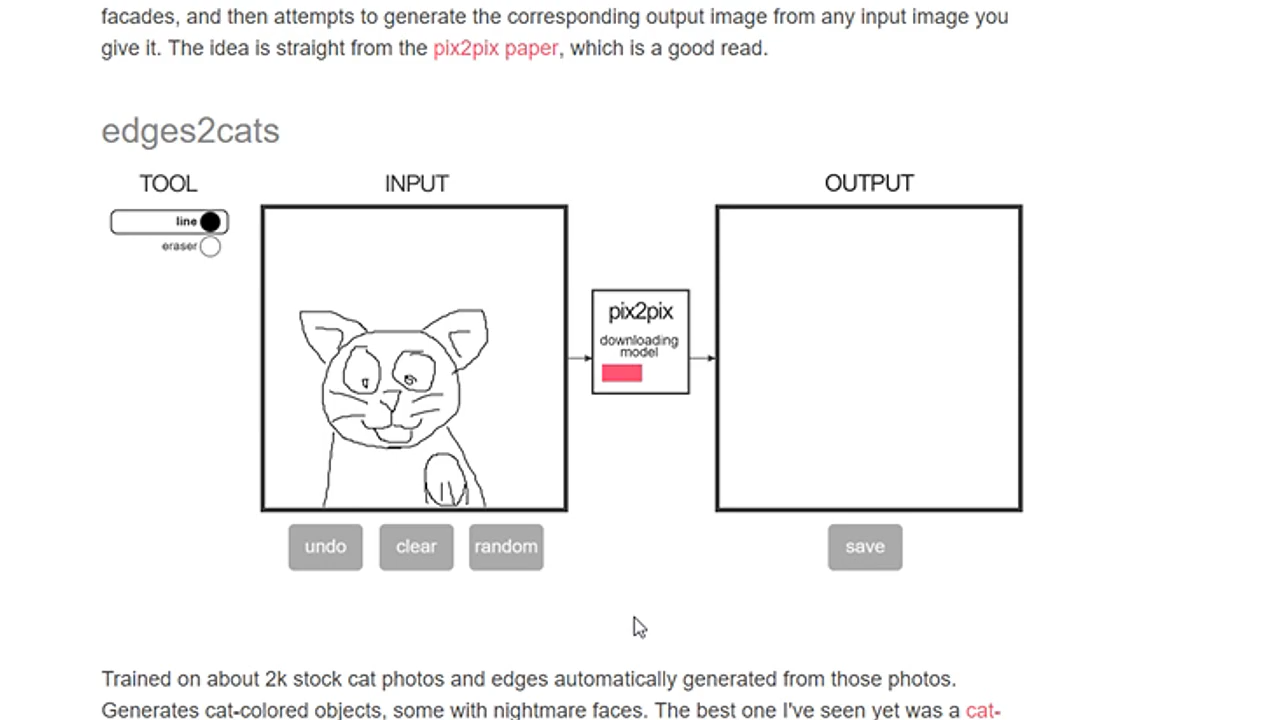 facades, and then attempts to generate the corresponding output image from any input image you
give it. The idea is straight from the pix2pix paper, which is a good read.
edges2cats
TOOL
INPUT
OUTPUT
line
eraser
pix2pix
downloading
model
undo
clear
random
save
Trained on about 2k stock cat photos and edges automatically generated from those photos.
Generates cat-colored objects, some with nightmare faces. The best one I've seen yet was a cat-